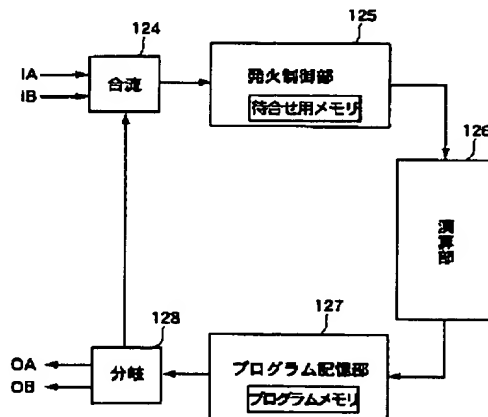 124
125
IA
IB
合流
発火制御部
待合せ用メモリ
126
演算部
127
128
OA
OB
分岐
プログラム記憶部
プログラムメモリ